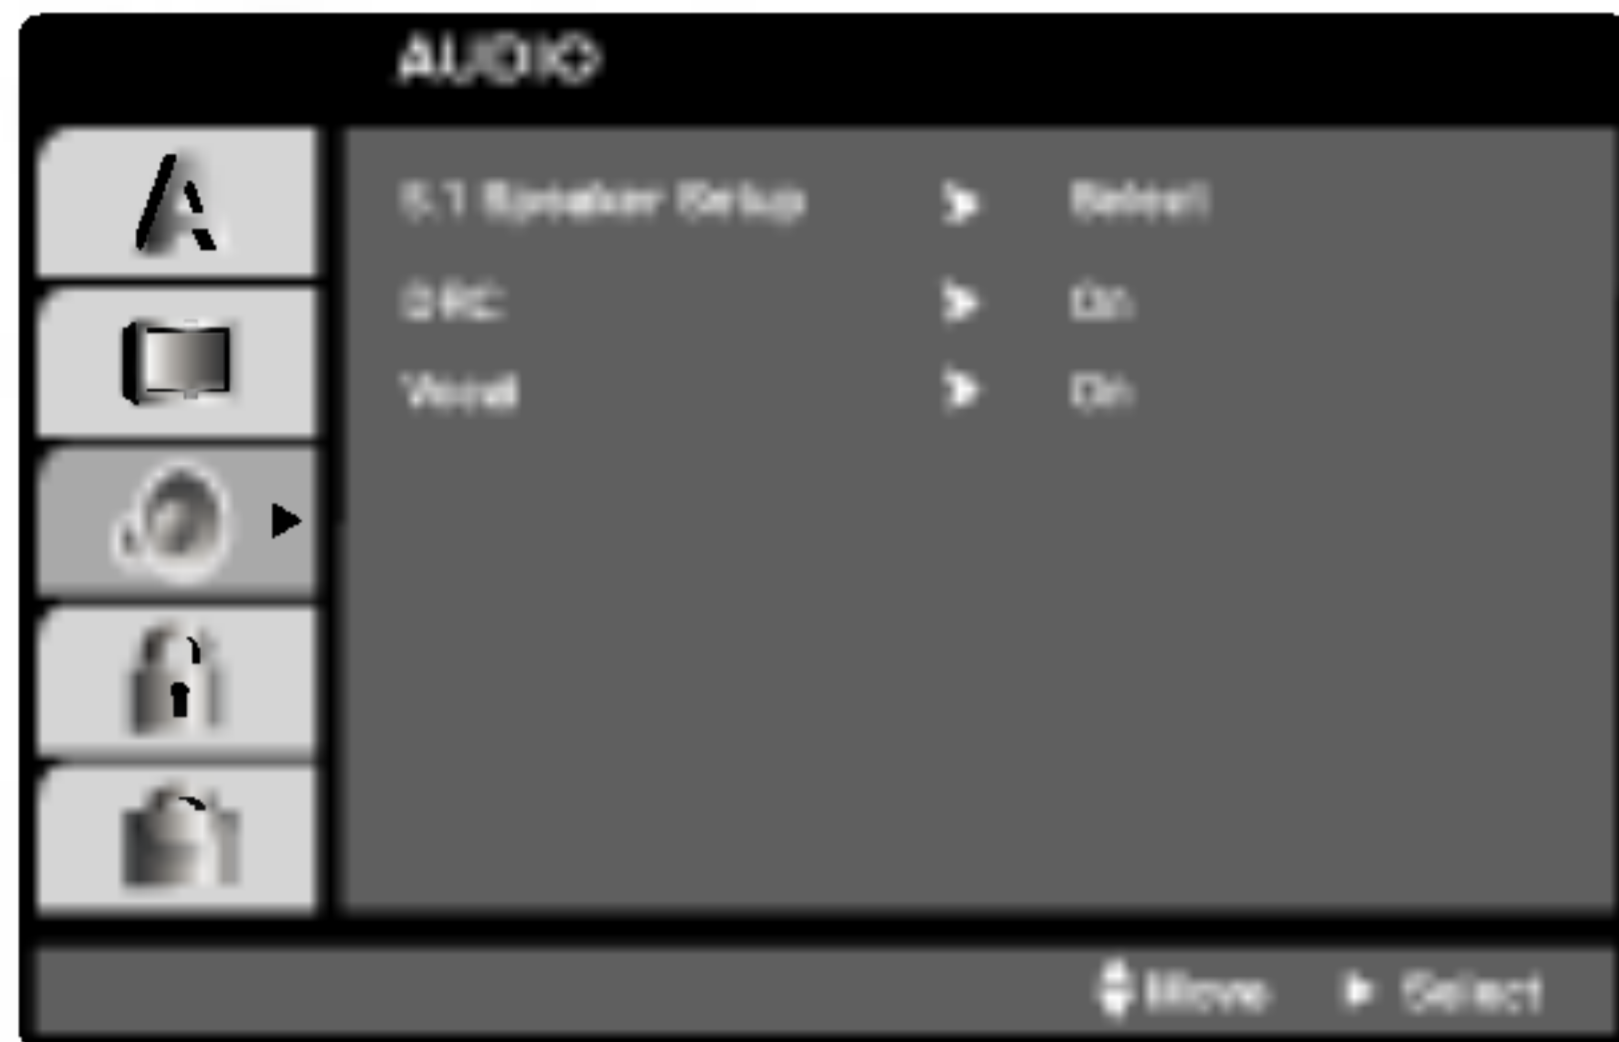 AUDIO
A
5.1 Speaker Setup Select
DRC On
Vocal On
Move Select